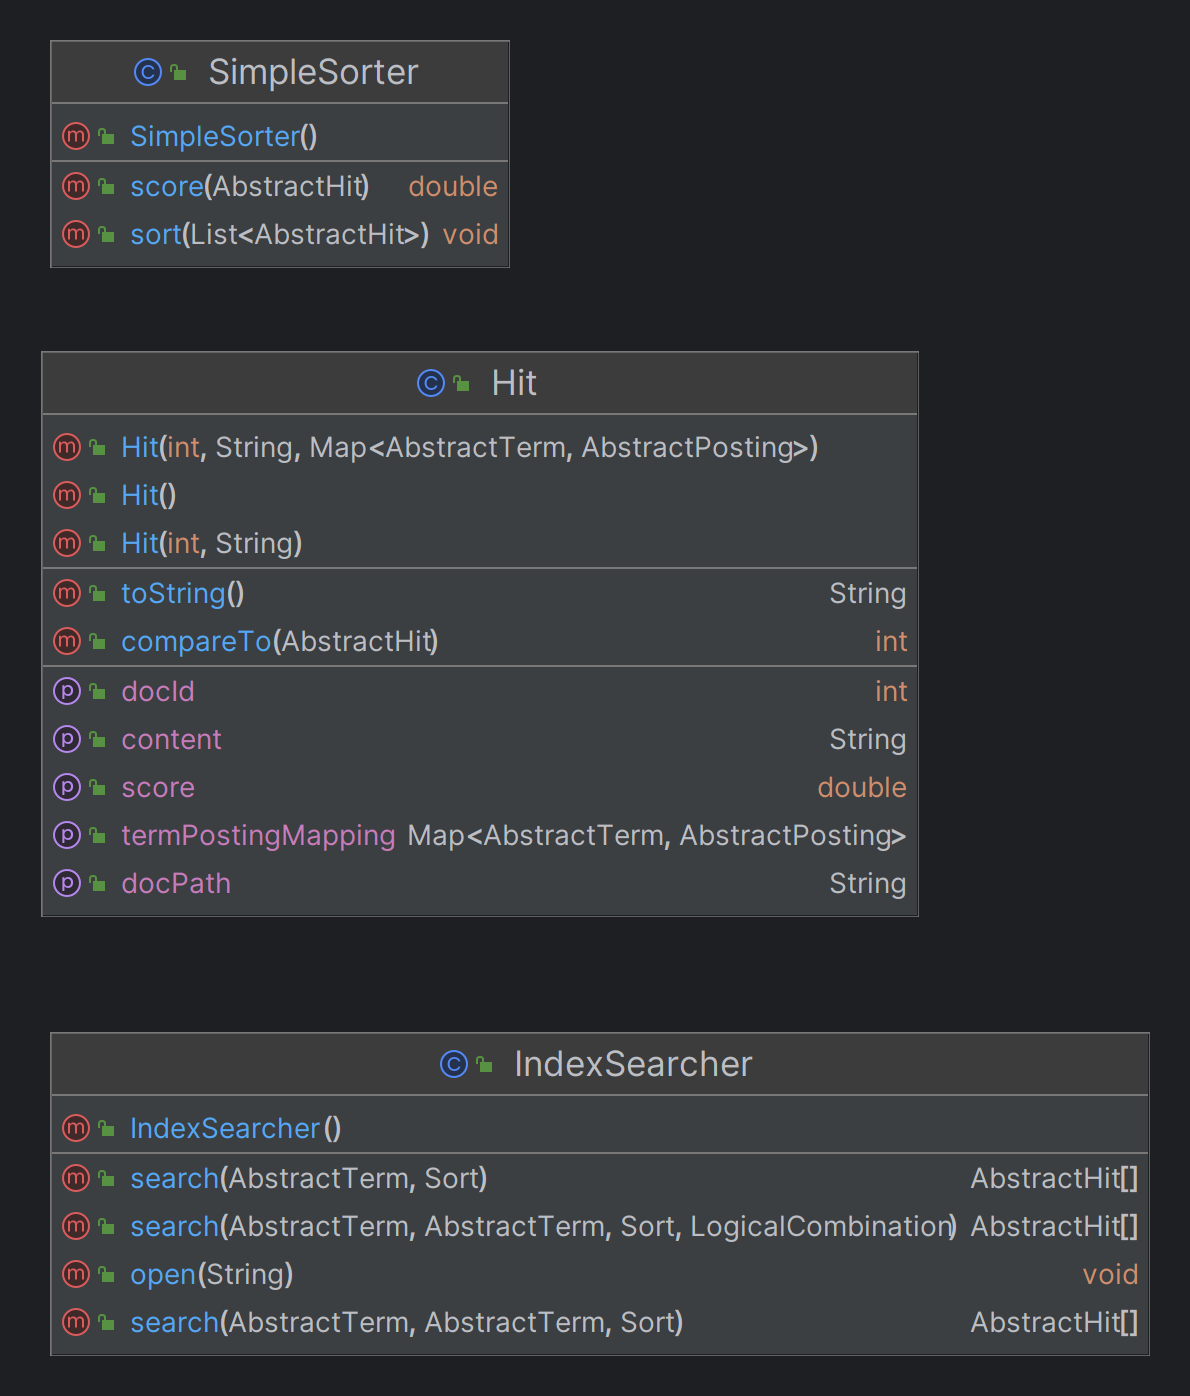 SimpleSorter
SimpleSorter()
score(AbstractHit) double
sort(List<AbstractHit>) void
Hit
Hit(int, String, Map<AbstractTerm, AbstractPosting>)
Hit()
Hit(int, String)
toString() String
compareTo(AbstractHit) int
docId int
content String
score double
termPostingMapping Map<AbstractTerm, AbstractPosting>
docPath String
IndexSearcher
IndexSearcher()
search(AbstractTerm, Sort) AbstractHit[]
search(AbstractTerm, AbstractTerm, Sort, LogicalCombination) AbstractHit[]
open(String) void
search(AbstractTerm, AbstractTerm, Sort) AbstractHit[]